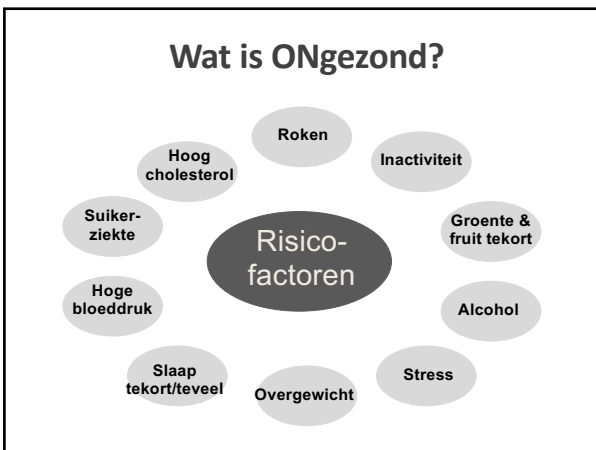 Wat is ONgezond?
Roken
Hoog
cholesterol
Inactiviteit
Suiker-
ziekte
Groente &
fruit tekort
Risico-
factoren
Hoge
bloeddruk
Alcohol
Slaap
tekort/teveel
Stress
Overgewicht